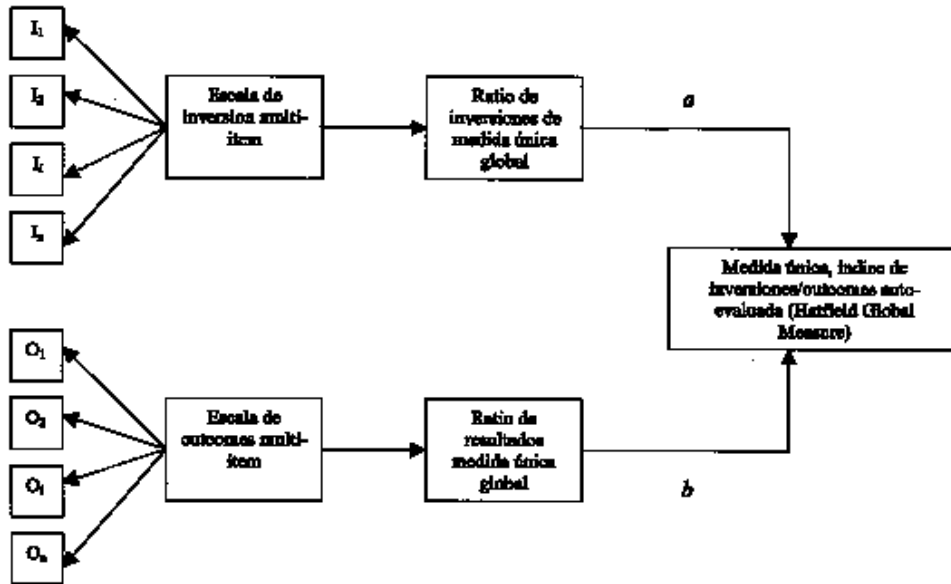 I₁
I₂
Iᵢ
Iₙ
Escala de
inversion multi-
item
Ratio de
inversiones de
medida única
global
a
Medida única, índice de
inversiones/outcomes auto-
evaluada (Hatfield Global
Measure)
O₁
O₂
Oᵢ
Oₙ
Escala de
outcomes multi-
ítem
Ratio de
resultados
medida única
global
b